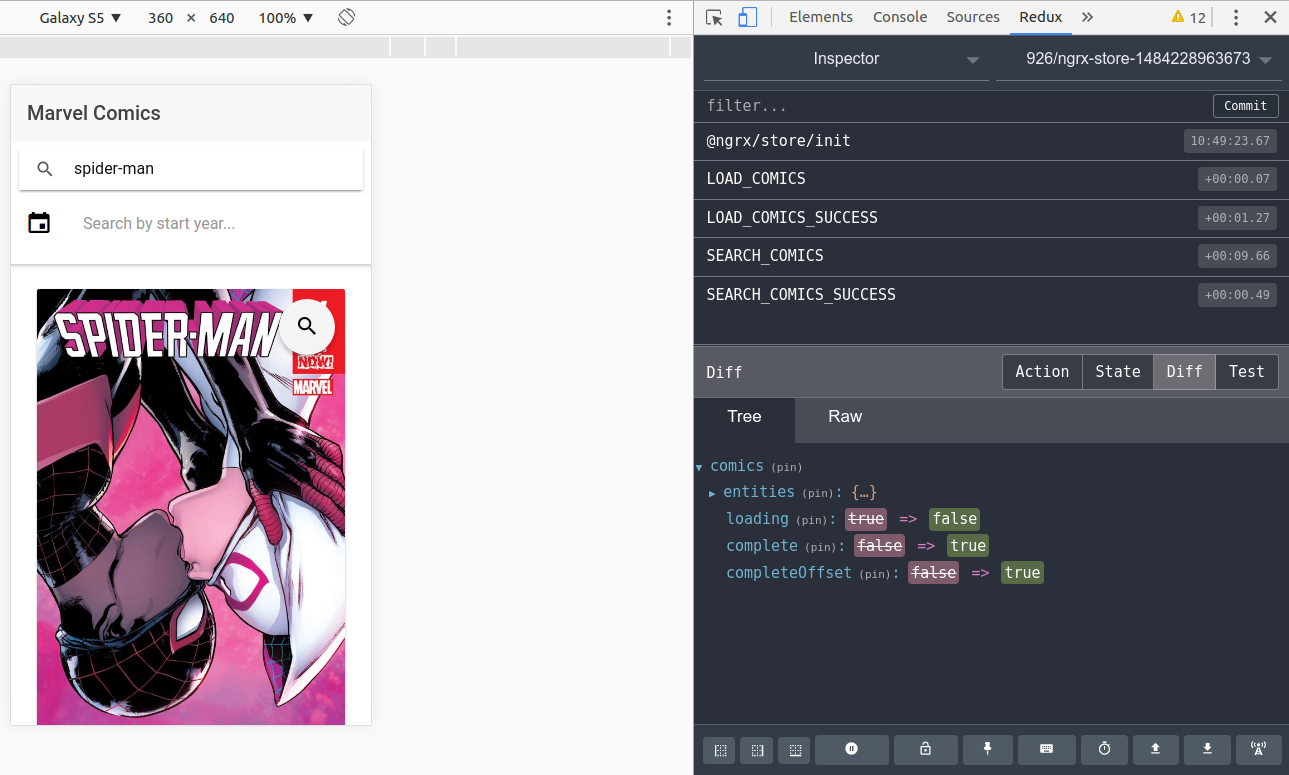 Galaxy S5 ▼ 360 × 640 100% ▼
Marvel Comics
spider-man
Search by start year...
SPIDER-MAN
NOW!
MARVEL
Elements Console Sources Redux » 12
Inspector 926/ngrx-store-1484228963673
filter... Commit
@ngrx/store/init 10:49:23.67
LOAD_COMICS +00:00.07
LOAD_COMICS_SUCCESS +00:01.27
SEARCH_COMICS +00:09.66
SEARCH_COMICS_SUCCESS +00:00.49
Diff Action State Diff Test
Tree Raw
▼ comics (pin)
▶ entities (pin): {…}
loading (pin): true => false
complete (pin): false => true
completeOffset (pin): false => true